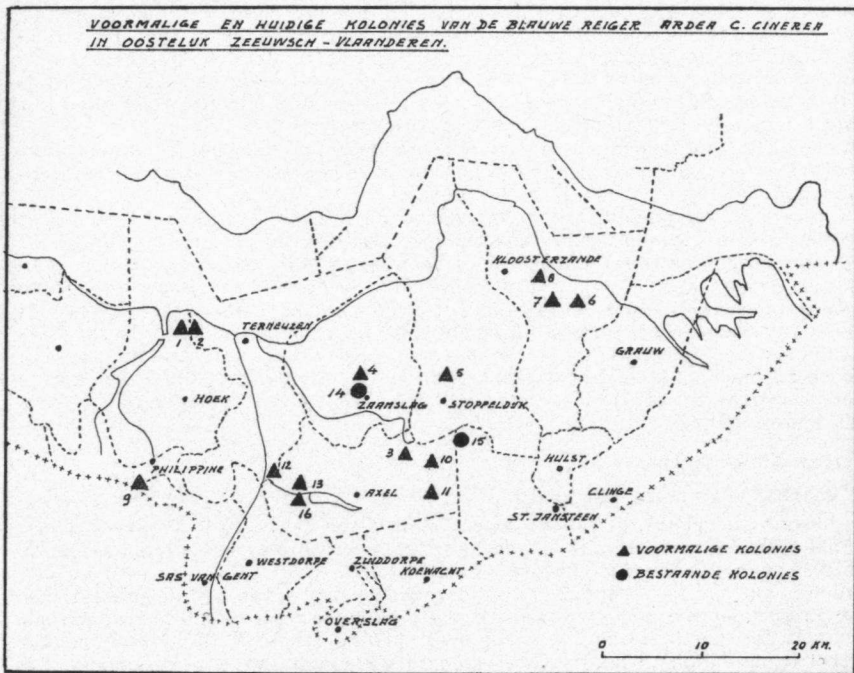 VOORMALIGE EN HUIDIGE KOLONIES VAN DE BLAUWE REIGER ARDEA C. CINEREA
IN OOSTELIJK ZEEUWSCH-VLAANDEREN.
KLOOSTERZANDE
8
7
6
1
2
TERNEUZEN
GRAUW
4
5
14
ZAAMSLAG
STOPPELDIJK
HOEK
15
3
10
HULST
PHILIPPINE
12
9
13
AXEL
11
CLINGE
16
ST. JANSTEEN
VOORMALIGE KOLONIES
WESTDORPE
ZUIDDORPE
KOEWACHT
BESTAANDE KOLONIES
SAS VAN GENT
OVERSLAG
0 10 20 KM.